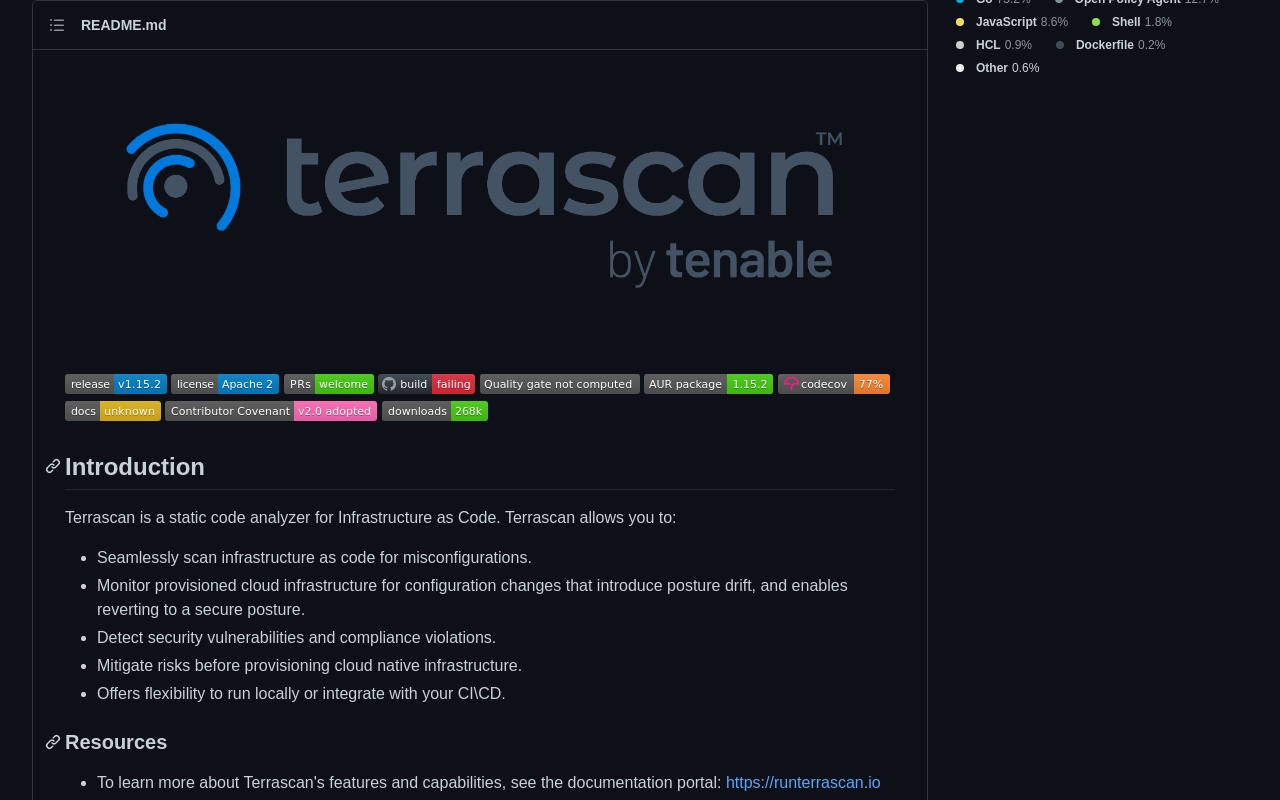 README.md
terrascan™
by tenable
release v1.15.2 license Apache 2 PRs welcome build failing Quality gate not computed AUR package 1.15.2 codecov 77%
docs unknown Contributor Covenant v2.0 adopted downloads 268k
Introduction
Terrascan is a static code analyzer for Infrastructure as Code. Terrascan allows you to:
• Seamlessly scan infrastructure as code for misconfigurations.
• Monitor provisioned cloud infrastructure for configuration changes that introduce posture drift, and enables
reverting to a secure posture.
• Detect security vulnerabilities and compliance violations.
• Mitigate risks before provisioning cloud native infrastructure.
• Offers flexibility to run locally or integrate with your CI\CD.
Resources
• To learn more about Terrascan's features and capabilities, see the documentation portal: https://runterrascan.io
Open Policy Agent
JavaScript 8.6% Shell 1.8%
HCL 0.9% Dockerfile 0.2%
Other 0.6%